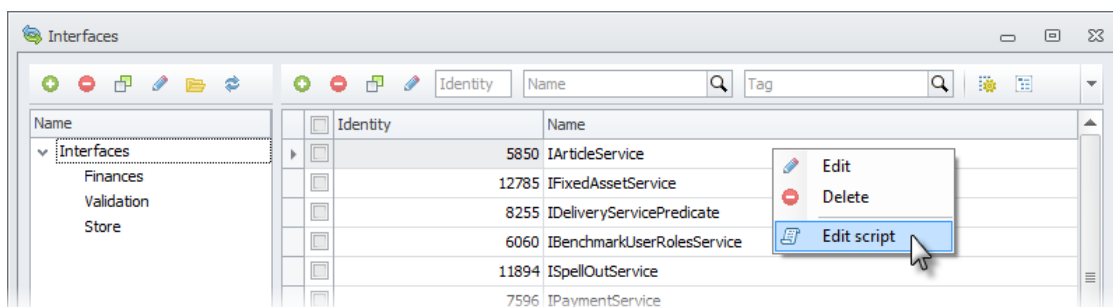 Interfaces
Identity Name Tag
Name
Interfaces
Finances
Validation
Store
Identity Name
5850 IArticleService
12785 IFixedAssetService
8255 IDeliveryServicePredicate
6060 IBenchmarkUserRolesService
11894 ISpellOutService
7596 IPaymentService
Edit
Delete
Edit script